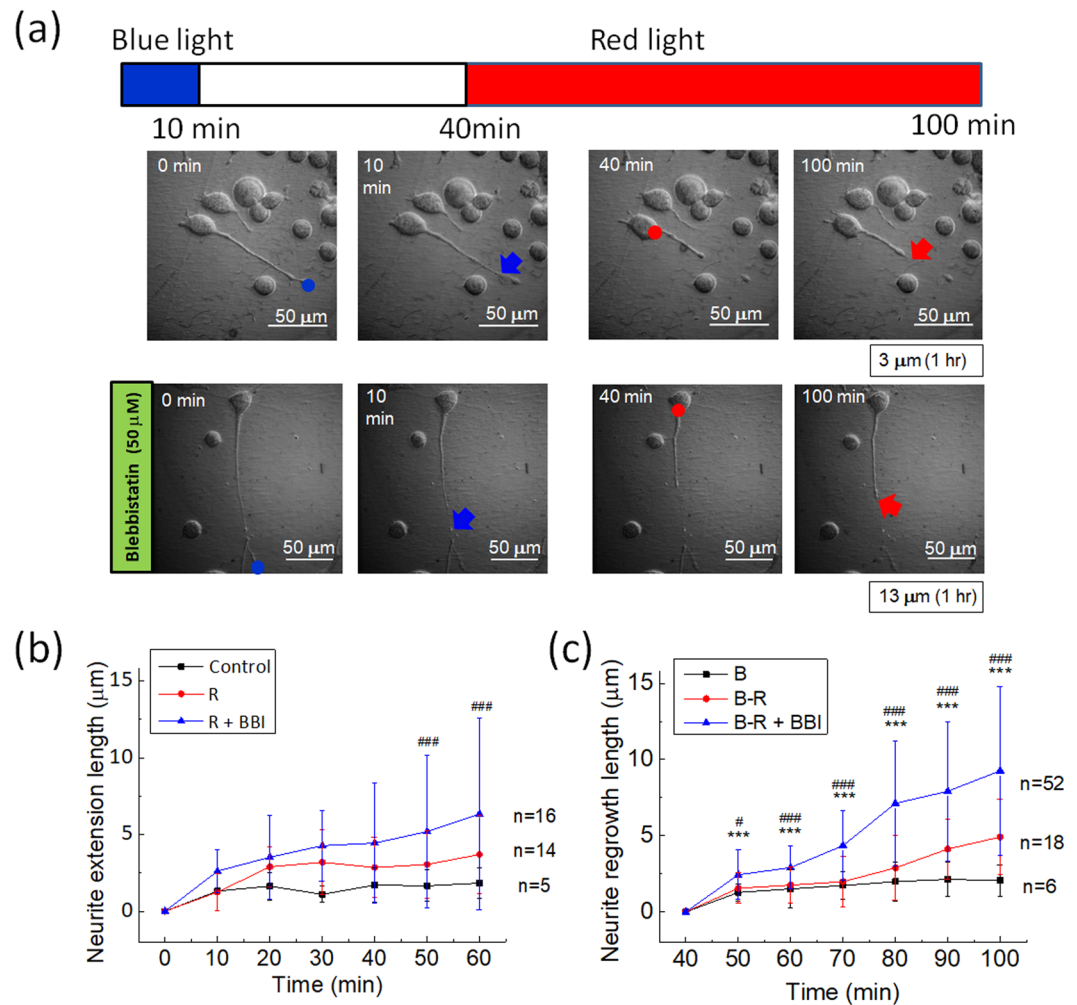 (a)
Blue light
Red light
10 min
40min
100 min
0 min
10
min
40 min
100 min
50 μm
50 μm
50 μm
50 μm
3 μm (1 hr)
Blebbistatin (50 μM)
0 min
10
min
40 min
100 min
50 μm
50 μm
50 μm
50 μm
13 μm (1 hr)
(b)
Control
R
R + BBI
Neurite extension length (μm)
15
10
5
0
###
###
n=16
n=14
n=5
0 10 20 30 40 50 60
Time (min)
(c)
B
B-R
B-R + BBI
Neurite regrowth length (μm)
15
10
5
0
#
***
###
***
###
***
###
***
###
***
###
***
n=52
n=18
n=6
40 50 60 70 80 90 100
Time (min)